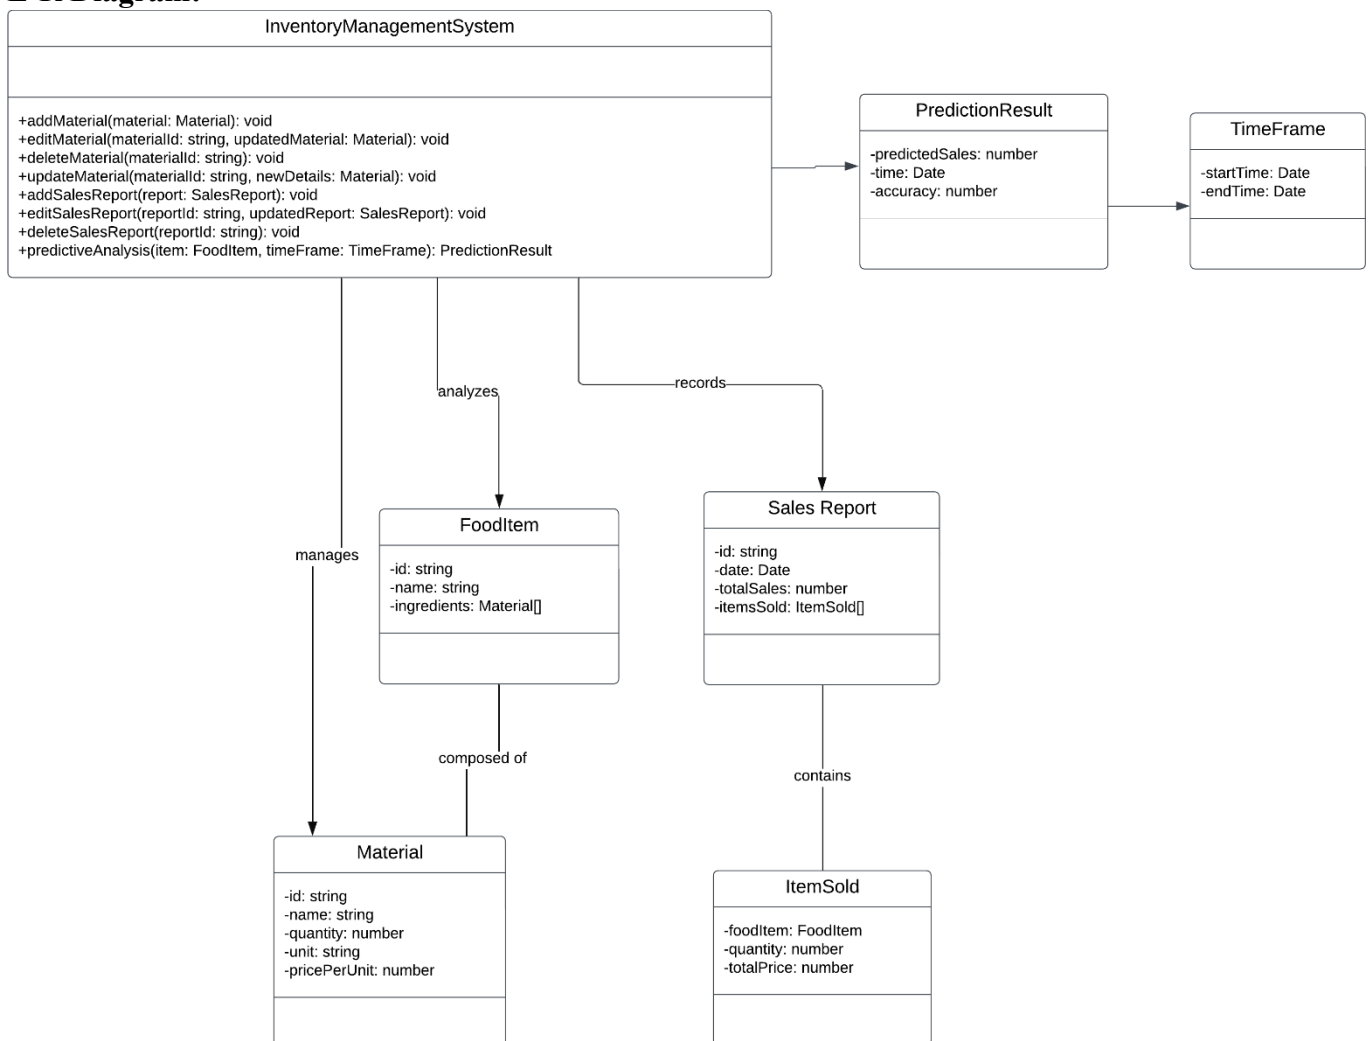 InventoryManagementSystem
+addMaterial(material: Material): void
+editMaterial(materialId: string, updatedMaterial: Material): void
+deleteMaterial(materialId: string): void
+updateMaterial(materialId: string, newDetails: Material): void
+addSalesReport(report: SalesReport): void
+editSalesReport(reportId: string, updatedReport: SalesReport): void
+deleteSalesReport(reportId: string): void
+predictiveAnalysis(item: FoodItem, timeFrame: TimeFrame): PredictionResult
PredictionResult
-predictedSales: number
-time: Date
-accuracy: number
TimeFrame
-startTime: Date
-endTime: Date
analyzes
records
manages
FoodItem
-id: string
-name: string
-ingredients: Material[]
Sales Report
-id: string
-date: Date
-totalSales: number
-itemsSold: ItemSold[]
composed of
contains
Material
-id: string
-name: string
-quantity: number
-unit: string
-pricePerUnit: number
ItemSold
-foodItem: FoodItem
-quantity: number
-totalPrice: number